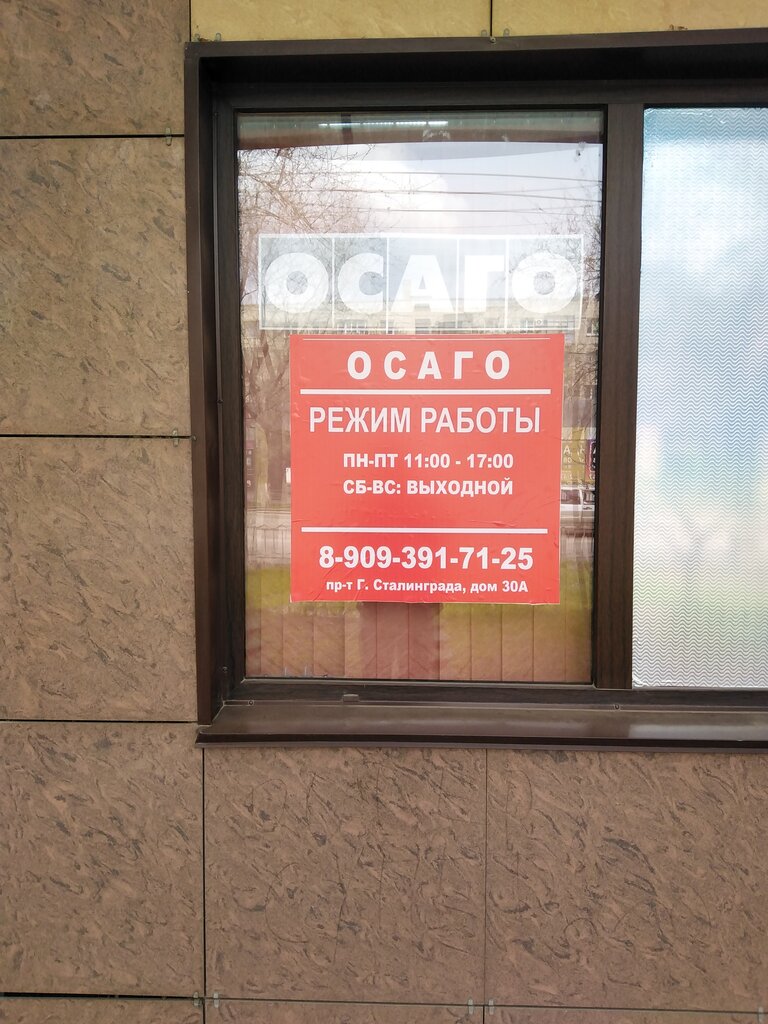 ОСАГО
ОСАГО
РЕЖИМ РАБОТЫ
ПН-ПТ 11:00 - 17:00
СБ-ВС: ВЫХОДНОЙ
8-909-391-71-25
пр-т Г. Сталинграда, дом 30А